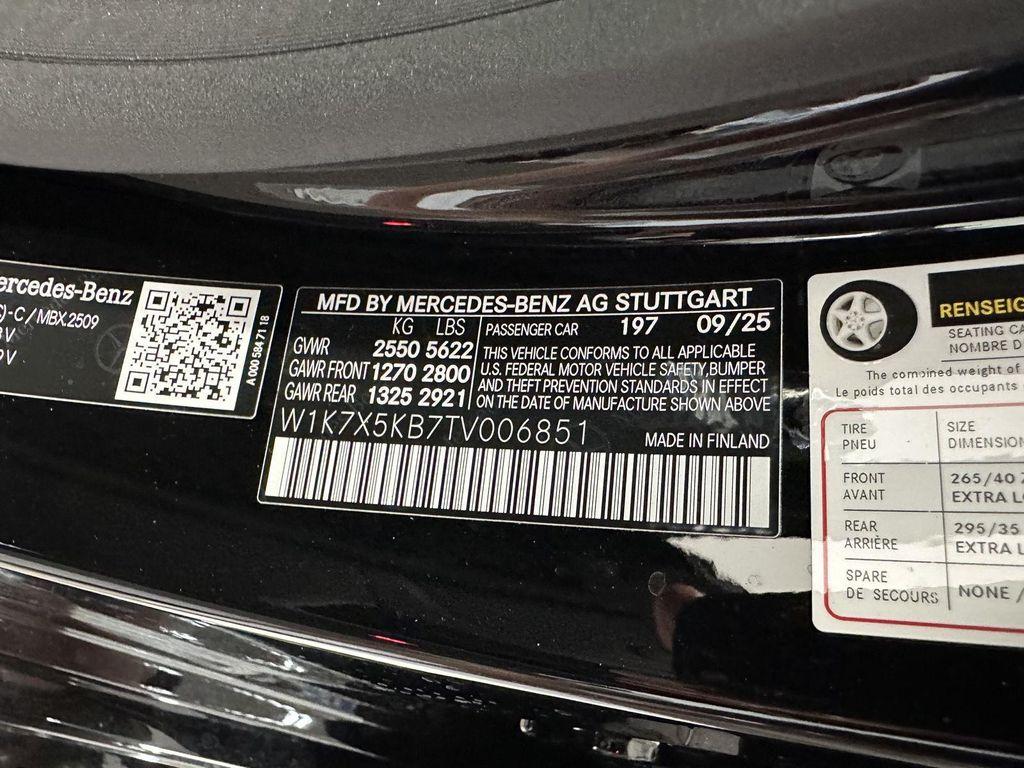 ercedes-Benz
-C / MBX.2509
V
V
A 000 584 71 18
MFD BY MERCEDES-BENZ AG STUTTGART
KG LBS PASSENGER CAR 197 09/25
GVWR 2550 5622
GAWR FRONT 1270 2800
GAWR REAR 1325 2921
THIS VEHICLE CONFORMS TO ALL APPLICABLE
U.S. FEDERAL MOTOR VEHICLE SAFETY,BUMPER
AND THEFT PREVENTION STANDARDS IN EFFECT
ON THE DATE OF MANUFACTURE SHOWN ABOVE
W1K7X5KB7TV006851 MADE IN FINLAND
RENSEIG
SEATING CA
NOMBRE D
The combined weight of
Le poids total des occupants
TIRE SIZE
PNEU DIMENSION
FRONT 265/40
AVANT EXTRA L
REAR 295/35
ARRIÈRE EXTRA L
SPARE
DE SECOURS NONE /